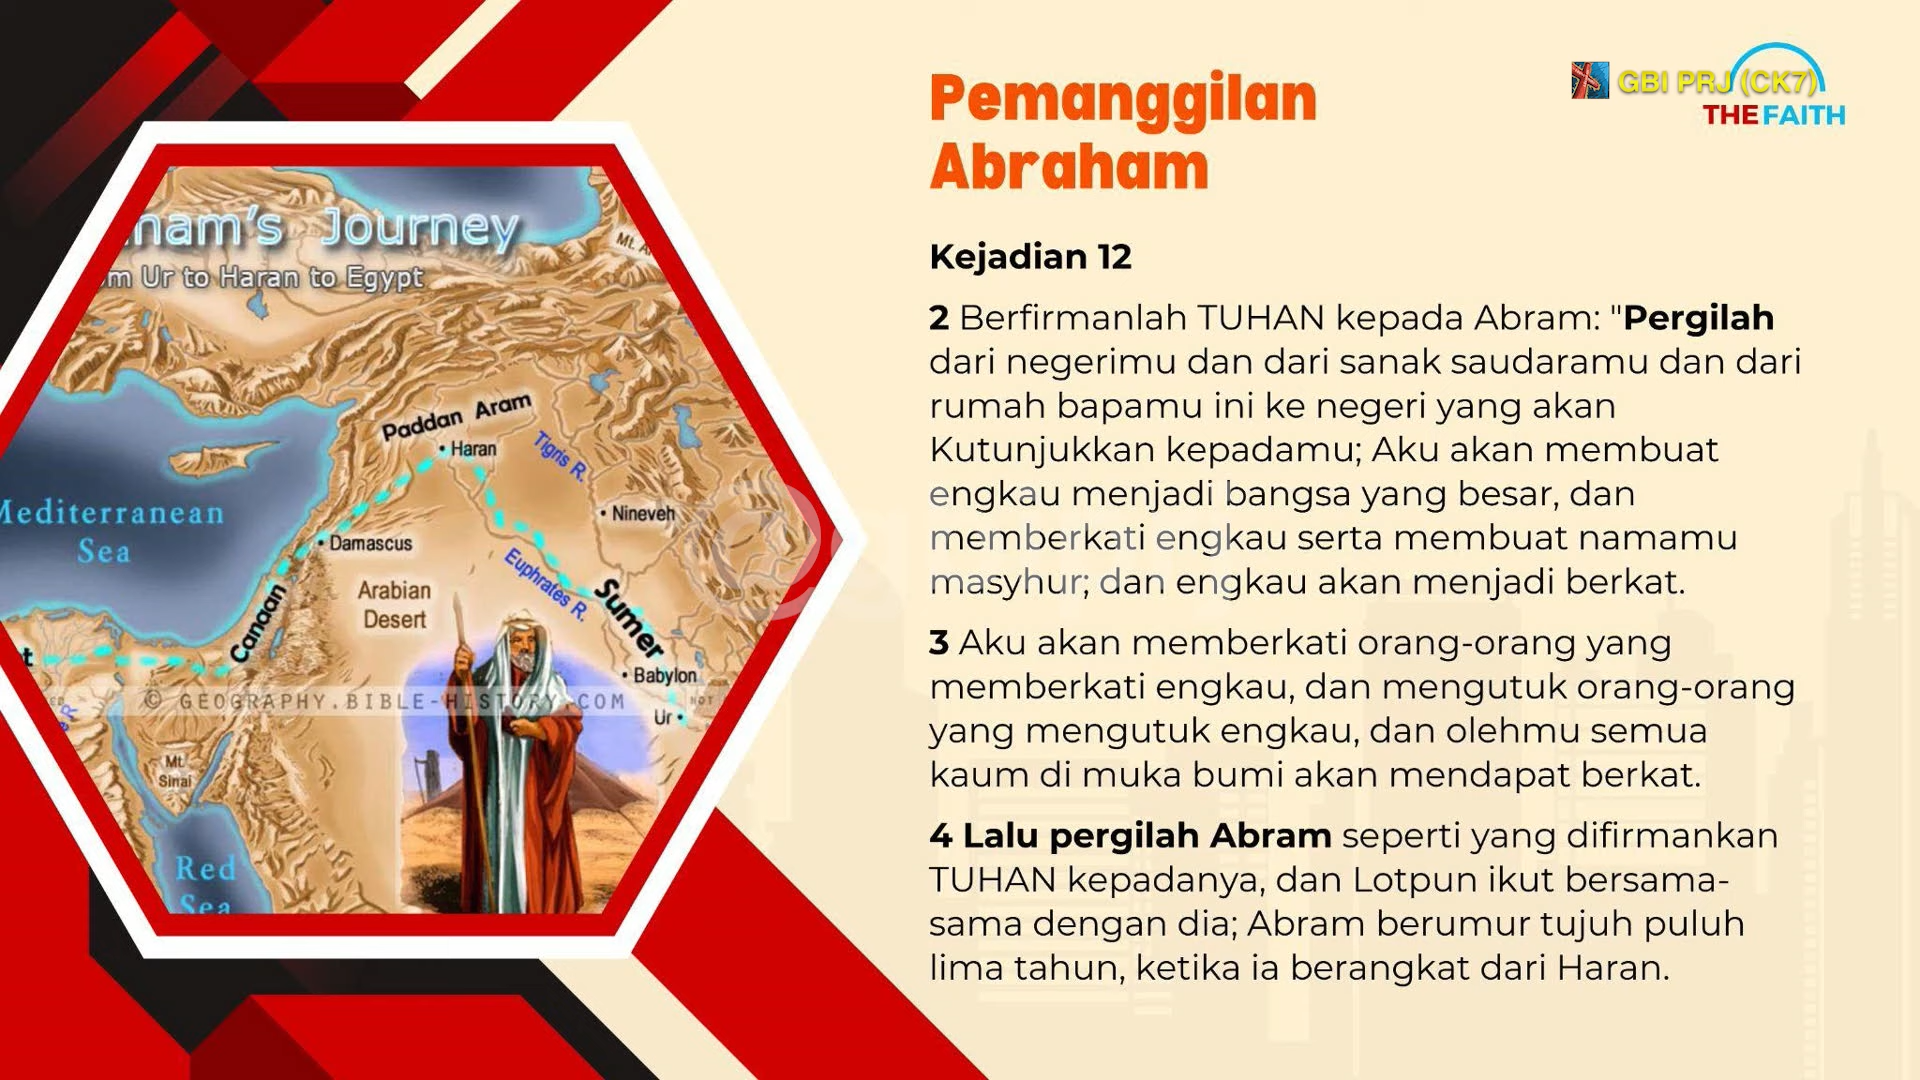 Pemanggilan
Abraham
GBI PRJ (CK7)
THE FAITH
Kejadian 12
2 Berfirmanlah TUHAN kepada Abram: "Pergilah
dari negerimu dan dari sanak saudaramu dan dari
rumah bapamu ini ke negeri yang akan
Kutunjukkan kepadamu; Aku akan membuat
engkau menjadi bangsa yang besar, dan
memberkati engkau serta membuat namamu
masyhur; dan engkau akan menjadi berkat.
3 Aku akan memberkati orang-orang yang
memberkati engkau, dan mengutuk orang-orang
yang mengutuk engkau, dan olehmu semua
kaum di muka bumi akan mendapat berkat.
4 Lalu pergilah Abram seperti yang difirmankan
TUHAN kepadanya, dan Lotpun ikut bersama-
sama dengan dia; Abram berumur tujuh puluh
lima tahun, ketika ia berangkat dari Haran.
ham's Journey
m Ur to Haran to Egypt
Mt. A
Paddan Aram
Haran
Tigris R.
Nineveh
Mediterranean
Sea
Damascus
Euphrates R.
Arabian
Desert
Sumer
Canaan
t
Babylon
© GEOGRAPHY.BIBLE-HISTORY.COM
NOT
Ur
e R
Mt.
Sinai
Red
Sea